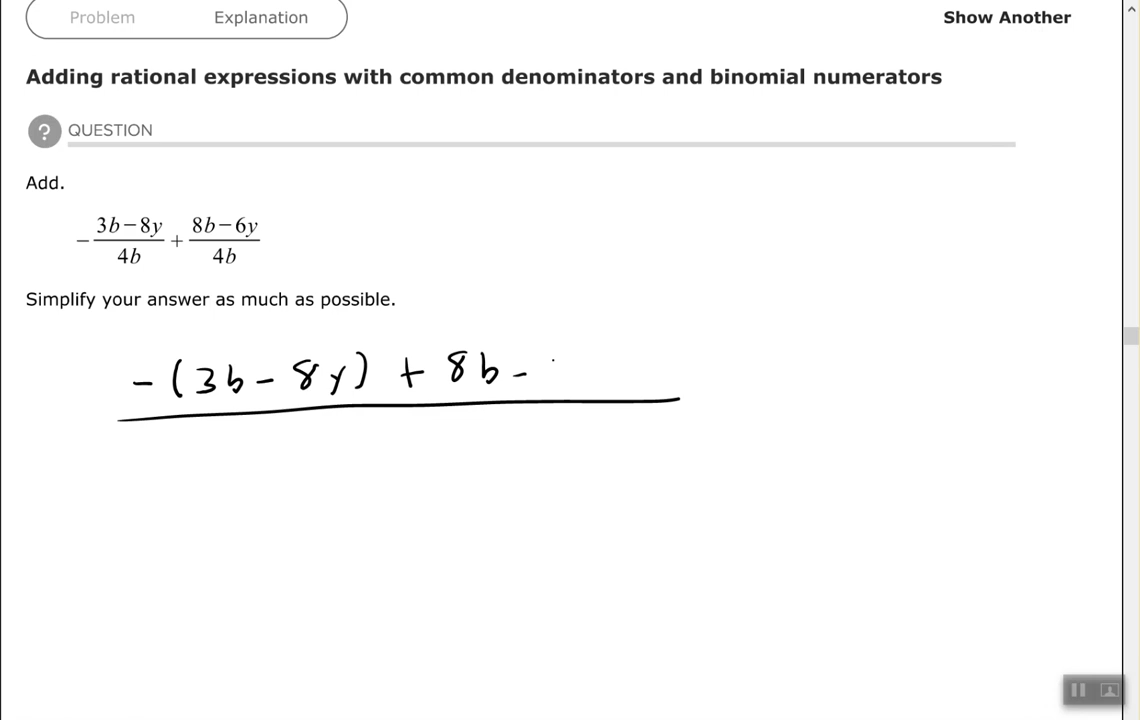 Problem Explanation Show Another
Adding rational expressions with common denominators and binomial numerators
? QUESTION
Add.
3b−8y 8b−6y
− +
4b 4b
Simplify your answer as much as possible.
-(3b-8y)+8b-